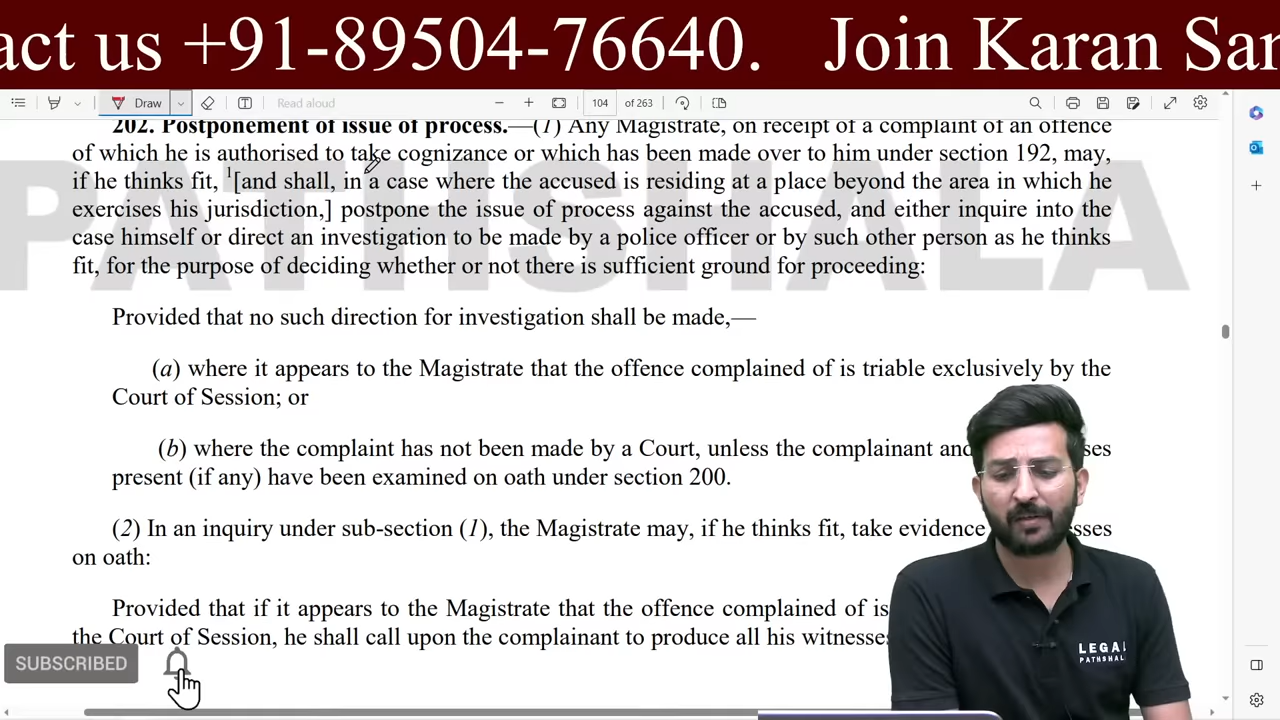 act us +91-89504-76640. Join Karan San
Draw
Read aloud
104 of 263
202. Postponement of issue of process.—(1) Any Magistrate, on receipt of a complaint of an offence
of which he is authorised to take cognizance or which has been made over to him under section 192, may,
if he thinks fit, 1[and shall, in a case where the accused is residing at a place beyond the area in which he
exercises his jurisdiction,] postpone the issue of process against the accused, and either inquire into the
case himself or direct an investigation to be made by a police officer or by such other person as he thinks
fit, for the purpose of deciding whether or not there is sufficient ground for proceeding:
PATHSHALA
Provided that no such direction for investigation shall be made,—
(a) where it appears to the Magistrate that the offence complained of is triable exclusively by the
Court of Session; or
(b) where the complaint has not been made by a Court, unless the complainant and ses
present (if any) have been examined on oath under section 200.
(2) In an inquiry under sub-section (1), the Magistrate may, if he thinks fit, take evidence sses
on oath:
Provided that if it appears to the Magistrate that the offence complained of is
the Court of Session, he shall call upon the complainant to produce all his witnesses
LEGAL
PATHSHALA
SUBSCRIBED